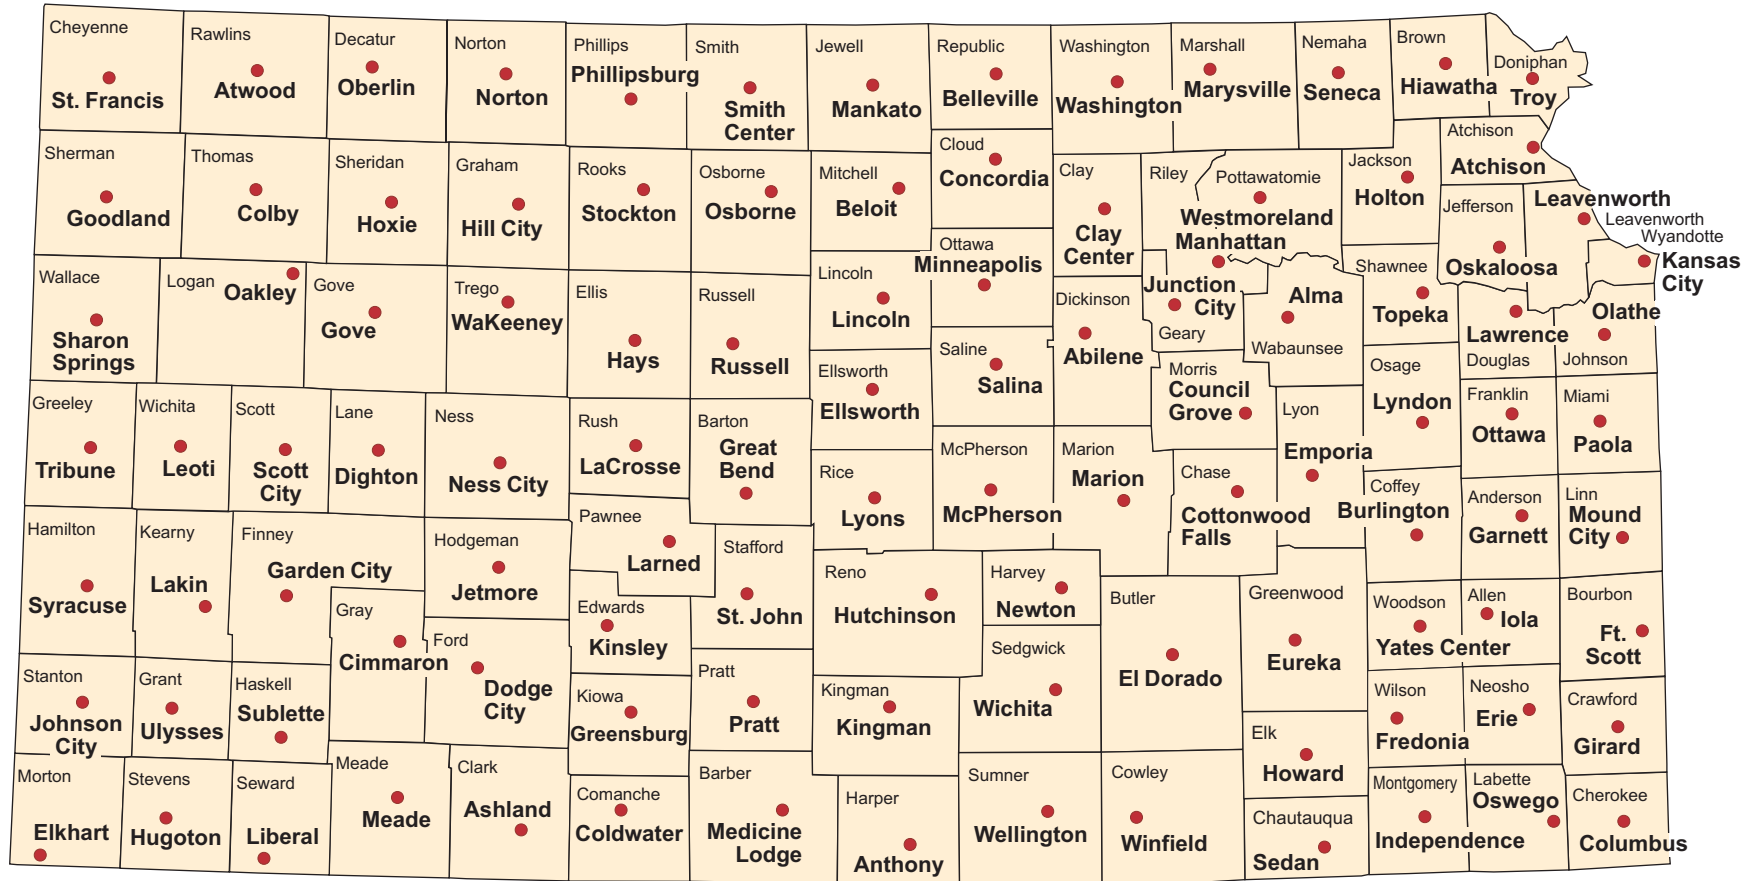 Cheyenne
St. Francis
Rawlins
Atwood
Decatur
Oberlin
Norton
Norton
Phillips
Phillipsburg
Smith
Smith
Center
Jewell
Mankato
Republic
Belleville
Washington
Washington
Marshall
Marysville
Nemaha
Seneca
Brown
Hiawatha
Doniphan
Troy
Sherman
Goodland
Thomas
Colby
Sheridan
Hoxie
Graham
Hill City
Rooks
Stockton
Osborne
Osborne
Mitchell
Beloit
Cloud
Concordia
Clay
Clay
Center
Riley
Manhattan
Pottawatomie
Westmoreland
Jackson
Holton
Atchison
Atchison
Jefferson
Oskaloosa
Leavenworth
Leavenworth
Wyandotte
Kansas
City
Wallace
Sharon
Springs
Logan
Oakley
Gove
Gove
Trego
WaKeeney
Ellis
Hays
Russell
Russell
Lincoln
Lincoln
Ottawa
Minneapolis
Saline
Salina
Dickinson
Abilene
Junction
City
Geary
Alma
Wabaunsee
Shawnee
Topeka
Lawrence
Douglas
Olathe
Johnson
Greeley
Tribune
Wichita
Leoti
Scott
Scott
City
Lane
Dighton
Ness
Ness City
Rush
LaCrosse
Barton
Great
Bend
Ellsworth
Ellsworth
Rice
Lyons
McPherson
McPherson
Marion
Marion
Morris
Council
Grove
Chase
Cottonwood
Falls
Lyon
Emporia
Osage
Lyndon
Franklin
Ottawa
Miami
Paola
Coffey
Burlington
Anderson
Garnett
Linn
Mound
City
Hamilton
Syracuse
Kearny
Lakin
Finney
Garden City
Gray
Cimmaron
Hodgeman
Jetmore
Ford
Dodge
City
Pawnee
Larned
Edwards
Kinsley
Stafford
St. John
Reno
Hutchinson
Harvey
Newton
Sedgwick
Wichita
Butler
El Dorado
Greenwood
Eureka
Woodson
Yates Center
Allen
Iola
Bourbon
Ft.
Scott
Stanton
Johnson
City
Grant
Ulysses
Haskell
Sublette
Kiowa
Greensburg
Pratt
Pratt
Kingman
Kingman
Elk
Howard
Wilson
Fredonia
Neosho
Erie
Crawford
Girard
Morton
Elkhart
Stevens
Hugoton
Seward
Liberal
Meade
Meade
Clark
Ashland
Comanche
Coldwater
Barber
Medicine
Lodge
Harper
Anthony
Sumner
Wellington
Cowley
Winfield
Chautauqua
Sedan
Montgomery
Independence
Labette
Oswego
Cherokee
Columbus